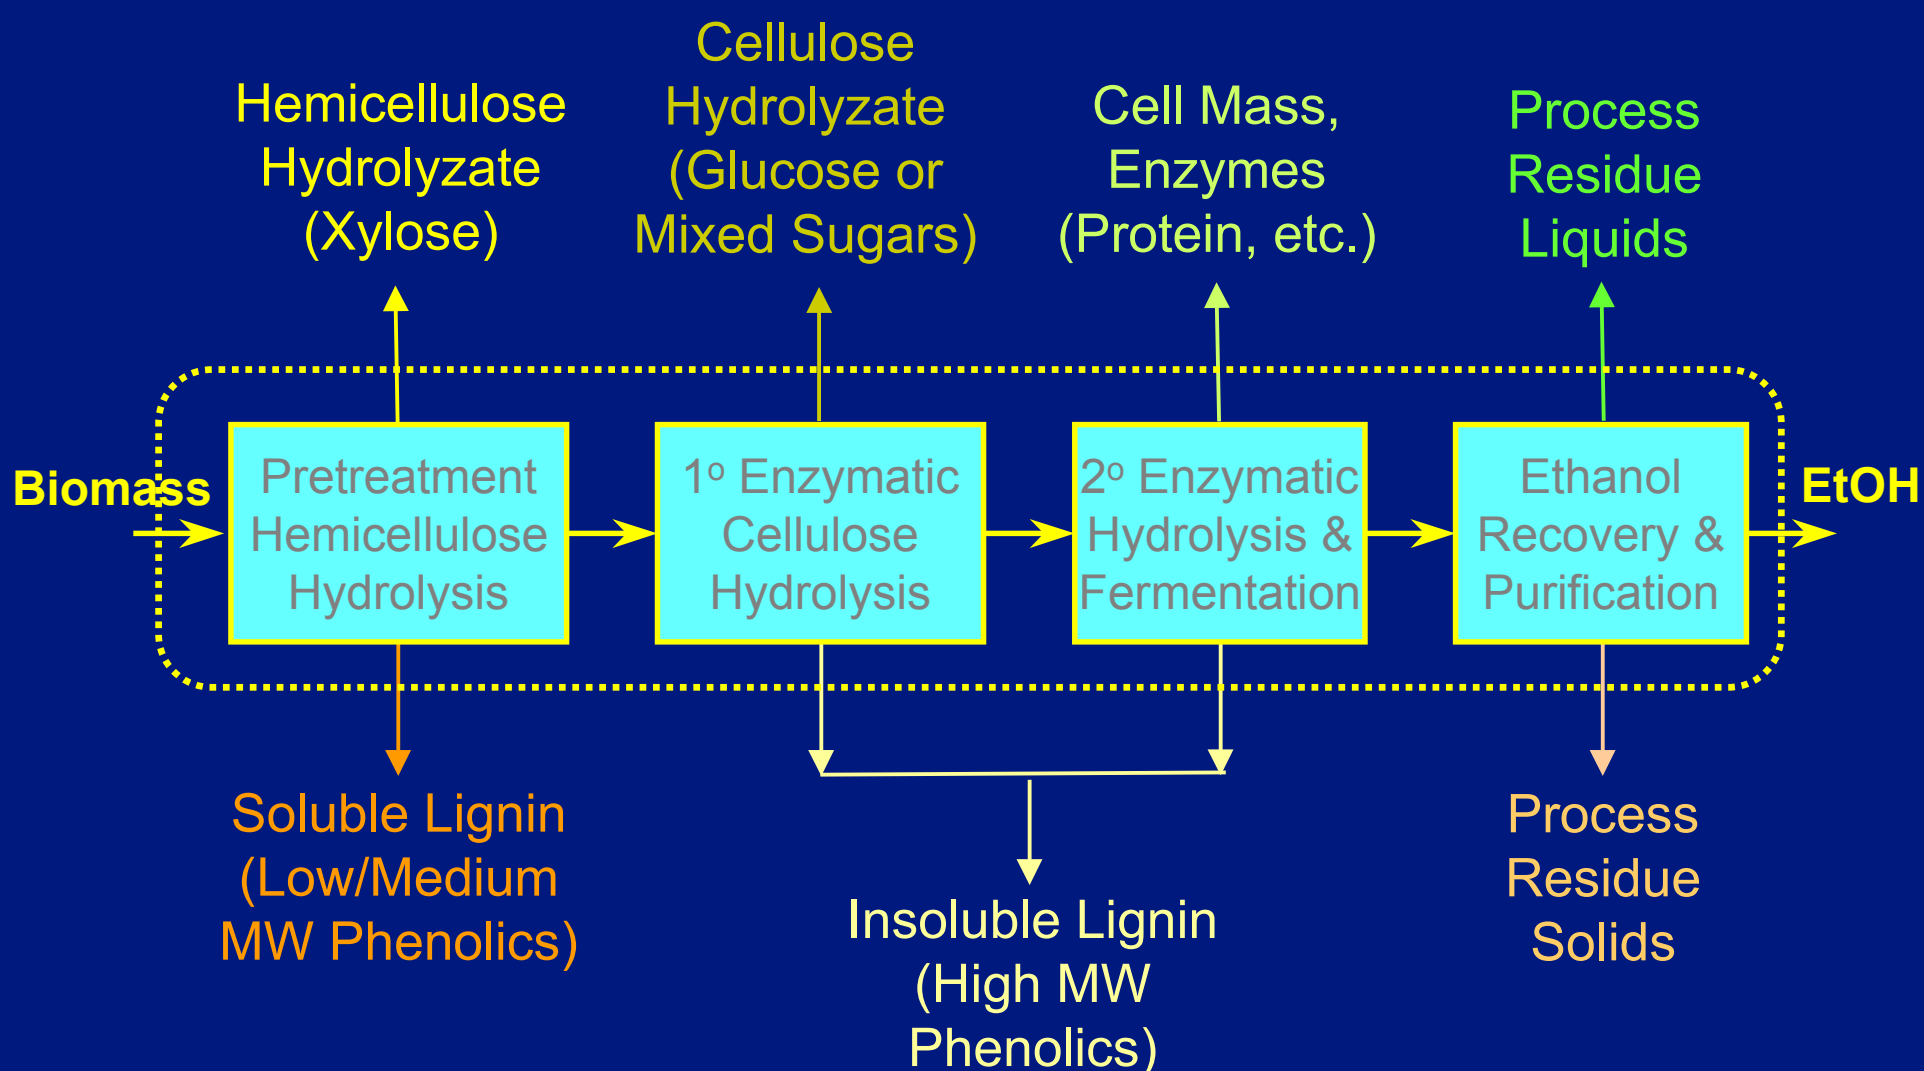 Hemicellulose
Hydrolyzate
(Xylose)
Cellulose
Hydrolyzate
(Glucose or
Mixed Sugars)
Cell Mass,
Enzymes
(Protein, etc.)
Process
Residue
Liquids
Biomass
Pretreatment
Hemicellulose
Hydrolysis
1º Enzymatic
Cellulose
Hydrolysis
2º Enzymatic
Hydrolysis &
Fermentation
Ethanol
Recovery &
Purification
EtOH
Soluble Lignin
(Low/Medium
MW Phenolics)
Insoluble Lignin
(High MW
Phenolics)
Process
Residue
Solids